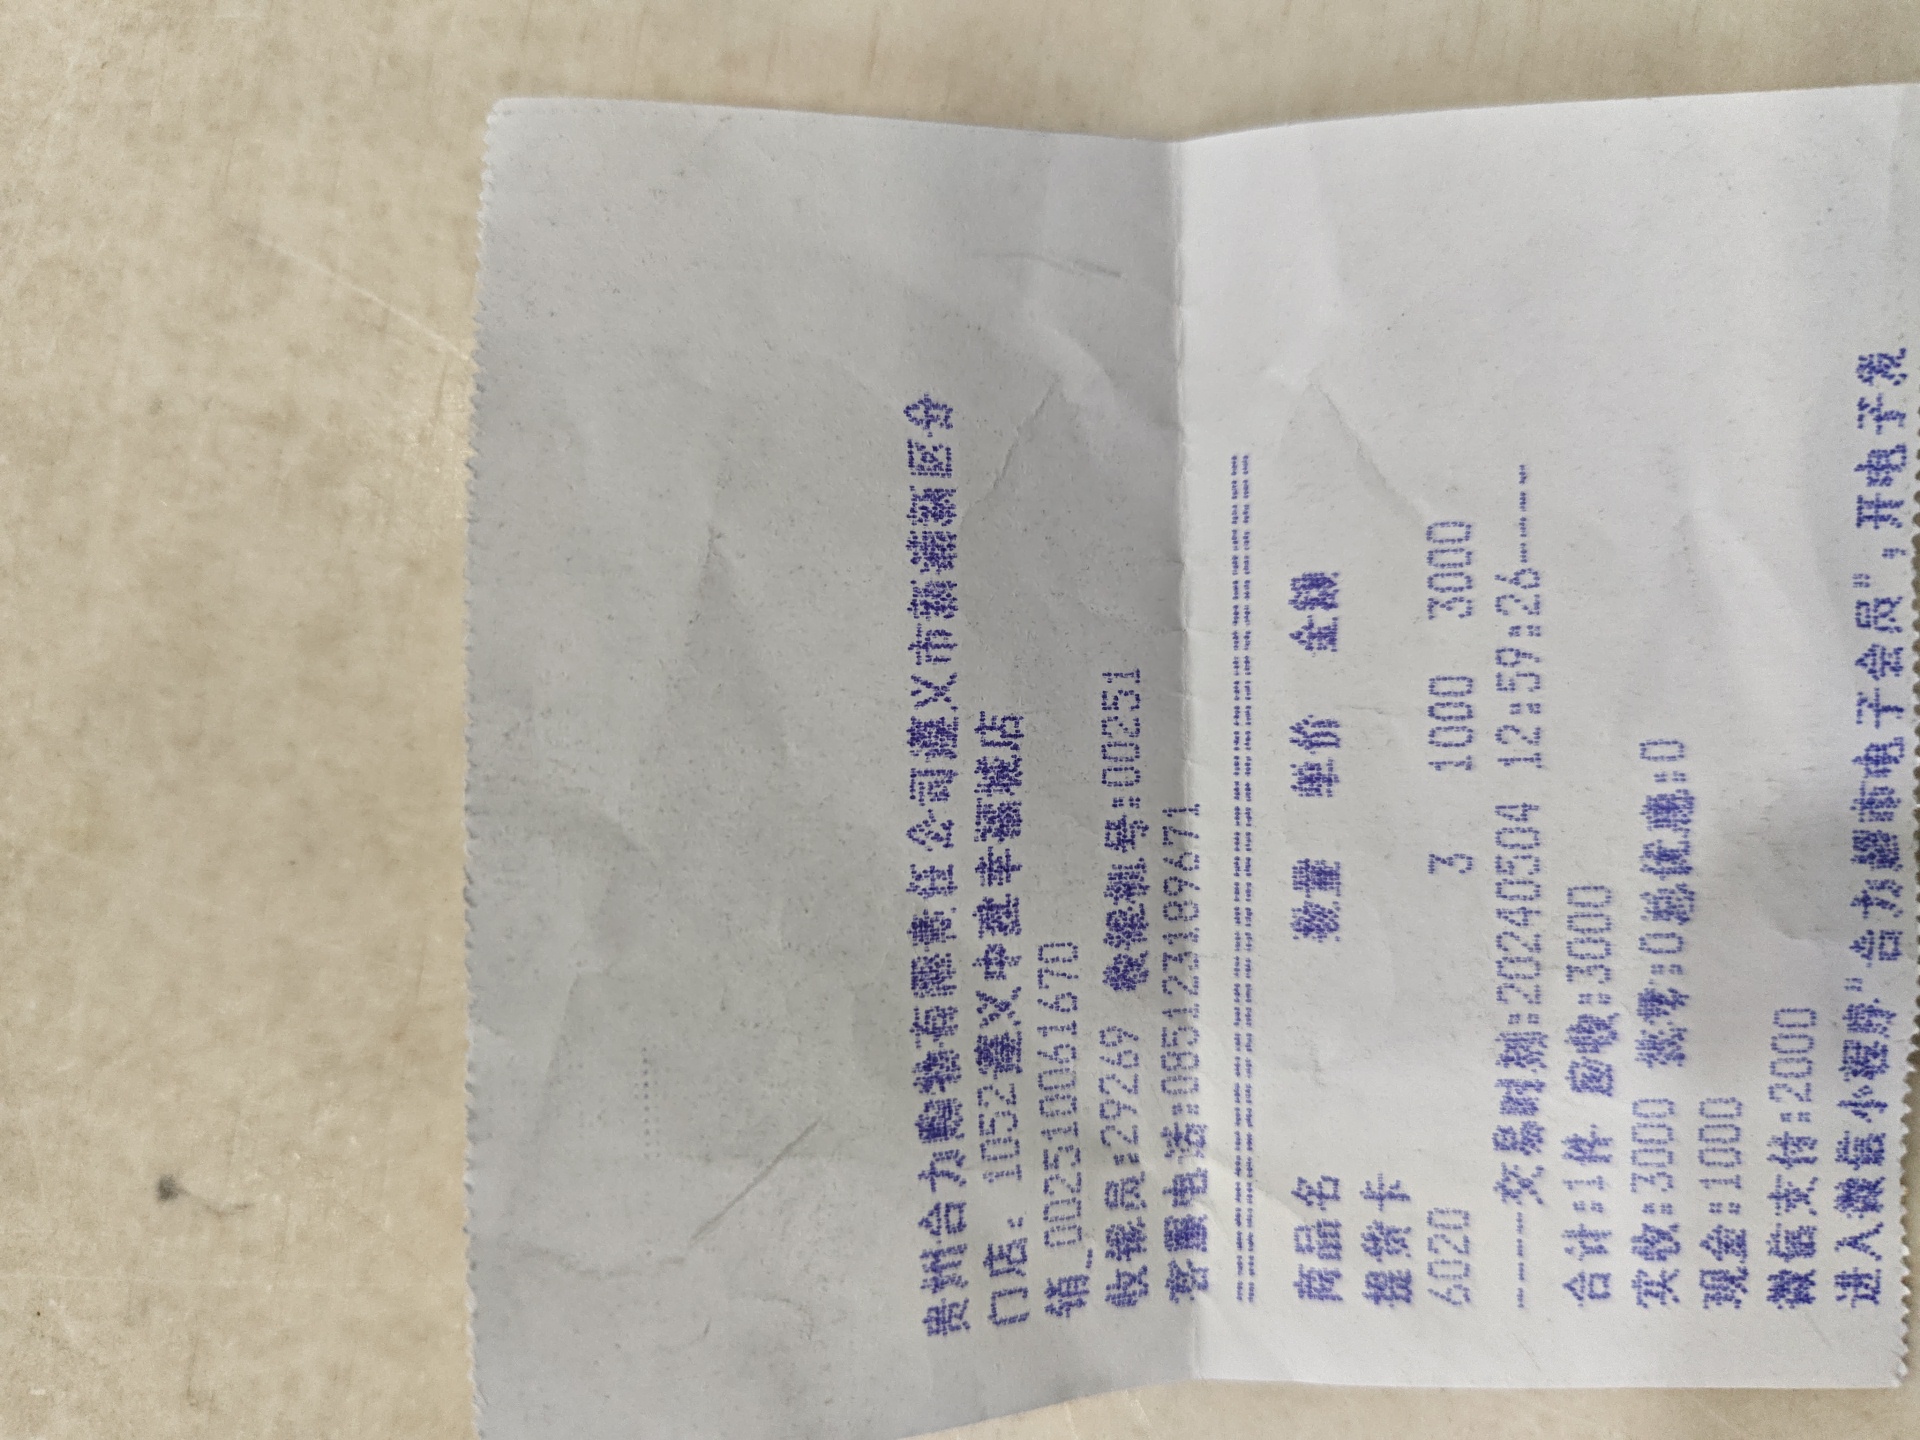 贵州合力购物有限责任公司遵义市新蒲新区分
门店: 1052遵义中建幸福城店
销_002510061670
收银员:29269 收银机号:00251
客服电话:085123189671
商品名 数量 单价 金额
提货卡
6020 3 1000 3000
----交易时刻:20240504 12:59:26----
合计:1件 应收:3000
实收:3000 找零:0总优惠:0
现金:1000
微信支付:2000
进入微信小程序"合力超市电子会员",开电子发